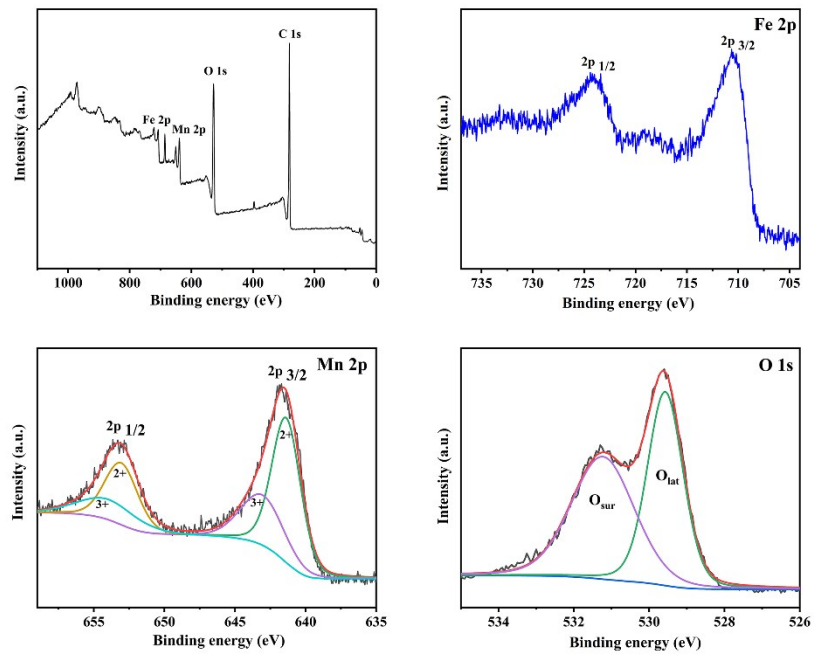 C 1s
O 1s
Fe 2p
Mn 2p
Intensity (a.u.)
1000 800 600 400 200 0
Binding energy (eV)
Fe 2p
2p 3/2
2p 1/2
Intensity (a.u.)
735 730 725 720 715 710 705
Binding energy (eV)
Mn 2p
2p 3/2
2p 1/2
2+
2+
3+
3+
Intensity (a.u.)
655 650 645 640 635
Binding energy (eV)
O 1s
Olat
Osur
Intensity (a.u.)
534 532 530 528 526
Binding energy (eV)